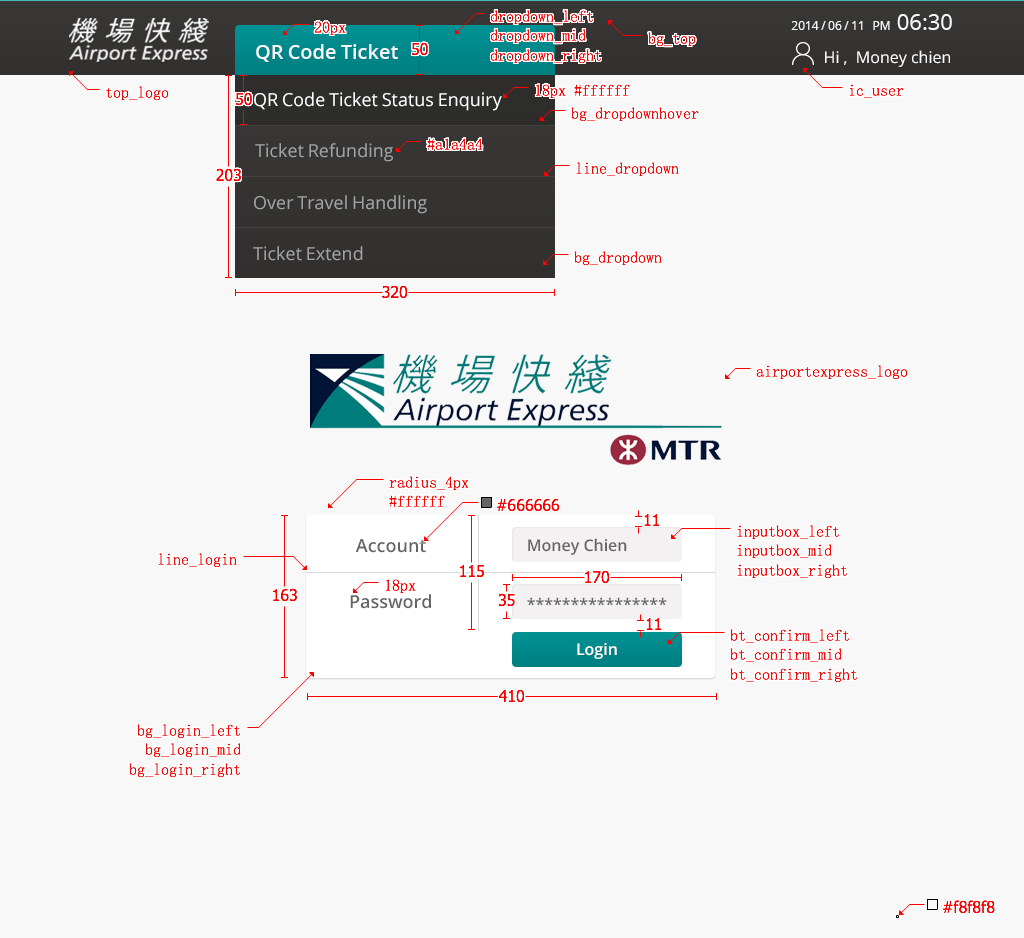 機場快綫
Airport Express
top_logo
20px
QR Code Ticket
50
dropdown_left
dropdown_mid
dropdown_right
bg_top
2014 / 06 / 11 PM 06:30
Hi , Money chien
ic_user
50
QR Code Ticket Status Enquiry
18px #ffffff
bg_dropdownhover
Ticket Refunding
#a1a4a4
line_dropdown
203
Over Travel Handling
Ticket Extend
bg_dropdown
320
機場快綫
Airport Express
airportexpress_logo
MTR
radius_4px
#ffffff
#666666
Account
11
Money Chien
inputbox_left
inputbox_mid
inputbox_right
line_login
115
170
163
18px
Password
35
****************
11
Login
bt_confirm_left
bt_confirm_mid
bt_confirm_right
410
bg_login_left
bg_login_mid
bg_login_right
#f8f8f8